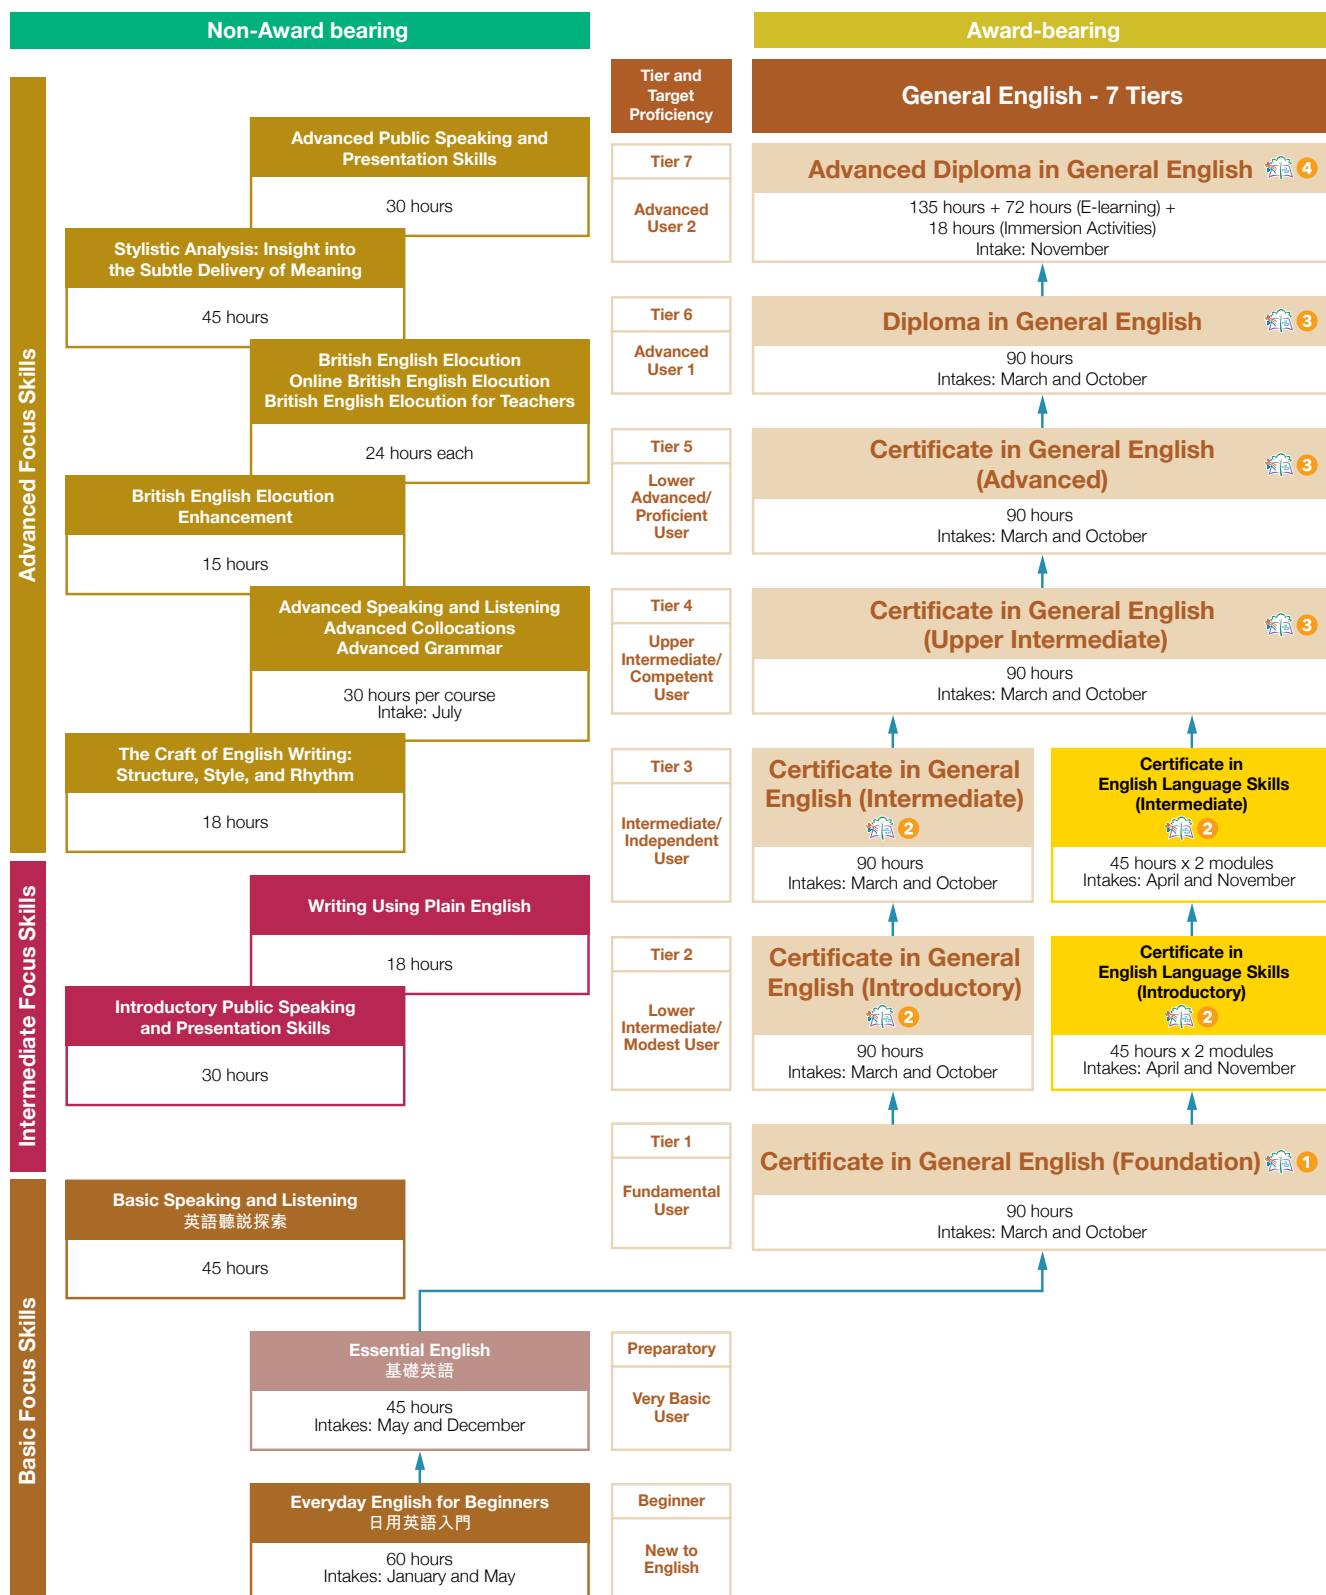 Non-Award bearing
Award-bearing
Advanced Focus Skills
Advanced Public Speaking and
Presentation Skills
30 hours
Stylistic Analysis: Insight into
the Subtle Delivery of Meaning
45 hours
British English Elocution
Online British English Elocution
British English Elocution for Teachers
24 hours each
British English Elocution
Enhancement
15 hours
Advanced Speaking and Listening
Advanced Collocations
Advanced Grammar
30 hours per course
Intake: July
The Craft of English Writing:
Structure, Style, and Rhythm
18 hours
Intermediate Focus Skills
Writing Using Plain English
18 hours
Introductory Public Speaking
and Presentation Skills
30 hours
Basic Focus Skills
Basic Speaking and Listening
英語聽説探索
45 hours
Essential English
基礎英語
45 hours
Intakes: May and December
Everyday English for Beginners
日用英語入門
60 hours
Intakes: January and May
Tier and
Target
Proficiency
Tier 7
Advanced
User 2
Tier 6
Advanced
User 1
Tier 5
Lower
Advanced/
Proficient
User
Tier 4
Upper
Intermediate/
Competent
User
Tier 3
Intermediate/
Independent
User
Tier 2
Lower
Intermediate/
Modest User
Tier 1
Fundamental
User
Preparatory
Very Basic
User
Beginner
New to
English
General English - 7 Tiers
Advanced Diploma in General English 4
135 hours + 72 hours (E-learning) +
18 hours (Immersion Activities)
Intake: November
Diploma in General English 3
90 hours
Intakes: March and October
Certificate in General English
(Advanced) 3
90 hours
Intakes: March and October
Certificate in General English
(Upper Intermediate) 3
90 hours
Intakes: March and October
Certificate in General
English (Intermediate)
2
90 hours
Intakes: March and October
Certificate in
English Language Skills
(Intermediate)
2
45 hours x 2 modules
Intakes: April and November
Certificate in General
English (Introductory)
2
90 hours
Intakes: March and October
Certificate in
English Language Skills
(Introductory)
2
45 hours x 2 modules
Intakes: April and November
Certificate in General English (Foundation) 1
90 hours
Intakes: March and October